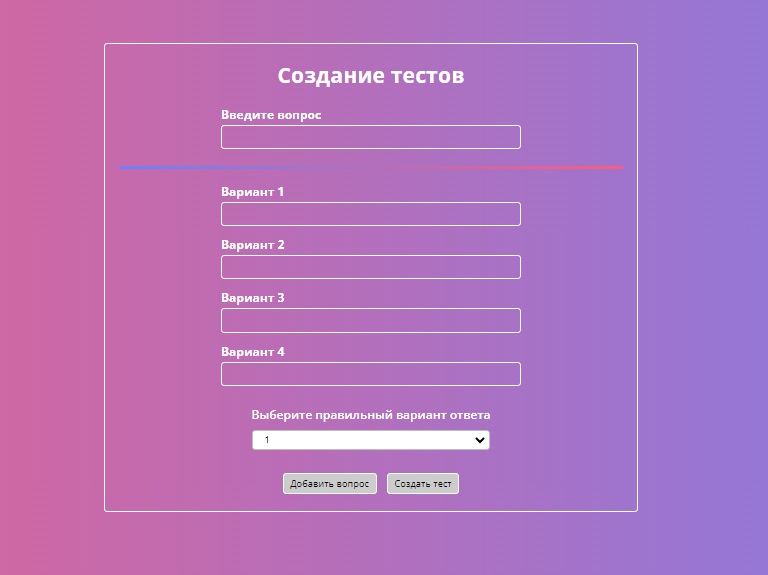 Создание тестов
Введите вопрос
Вариант 1
Вариант 2
Вариант 3
Вариант 4
Выберите правильный вариант ответа
1
Добавить вопрос Создать тест